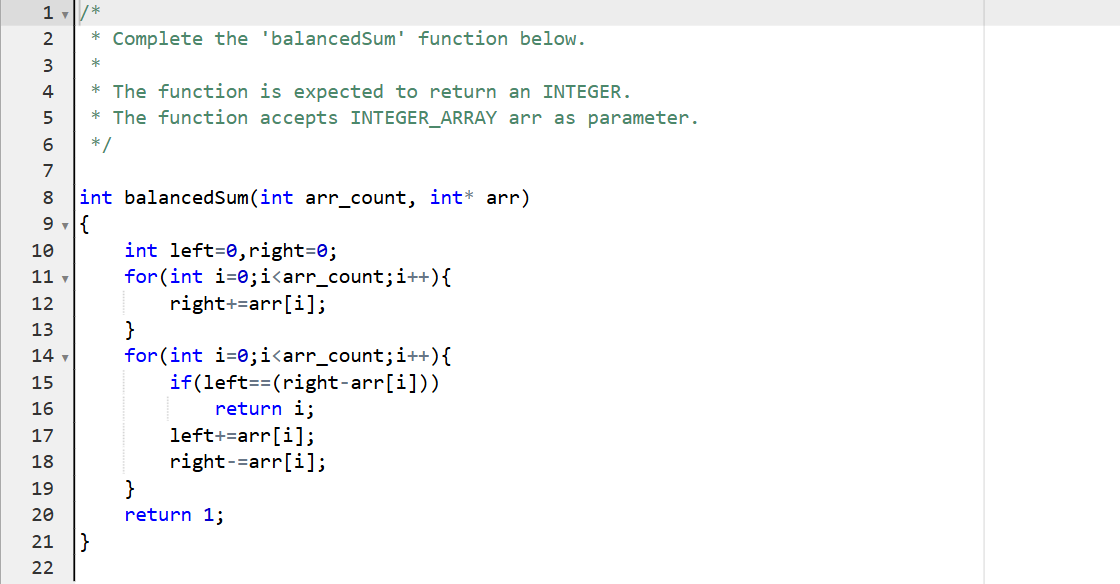 1 /*
2  * Complete the 'balancedSum' function below.
3  *
4  * The function is expected to return an INTEGER.
5  * The function accepts INTEGER_ARRAY arr as parameter.
6  */
7
8 int balancedSum(int arr_count, int* arr)
9 {
10     int left=0,right=0;
11     for(int i=0;i<arr_count;i++){
12         right+=arr[i];
13     }
14     for(int i=0;i<arr_count;i++){
15         if(left==(right-arr[i]))
16             return i;
17         left+=arr[i];
18         right-=arr[i];
19     }
20     return 1;
21 }
22